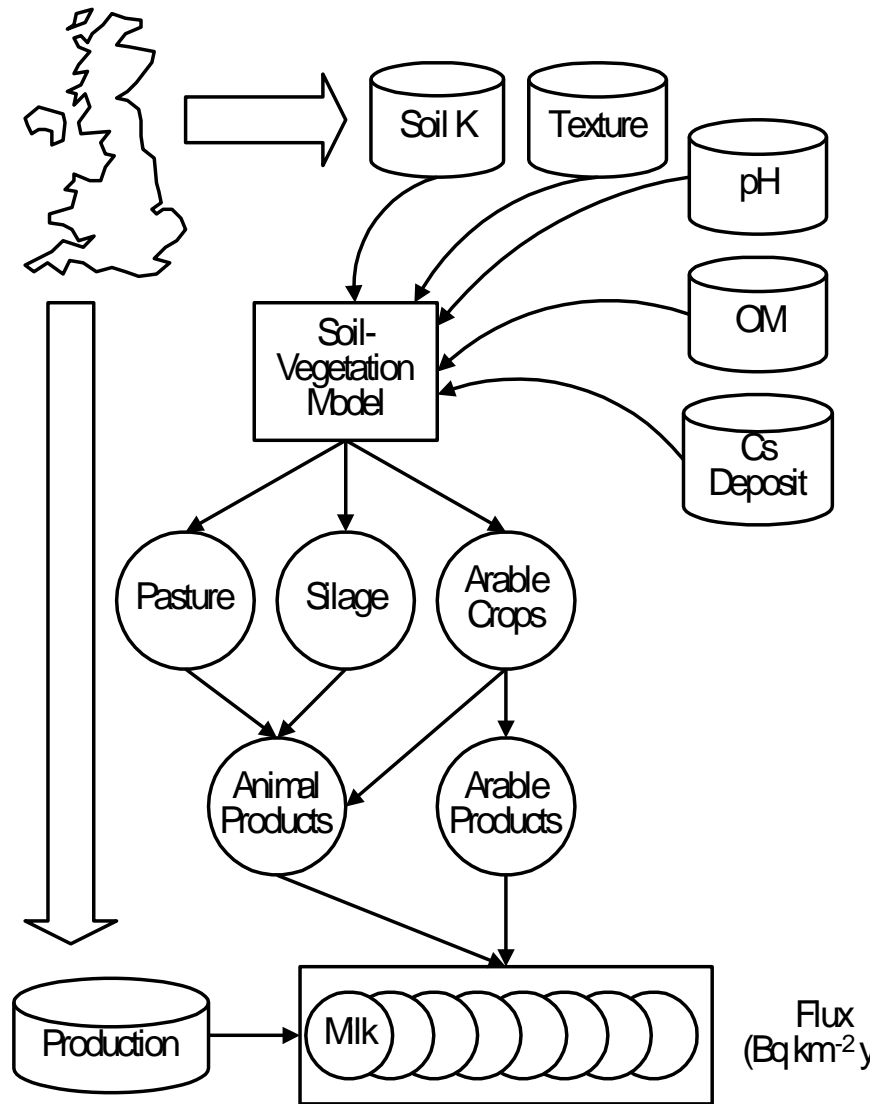 Soil K
Texture
pH
OM
Cs
Deposit
Soil-
Vegetation
Model
Pasture
Silage
Arable
Crops
Animal
Products
Arable
Products
Production
Mlk
Flux
(Bq km-2 y